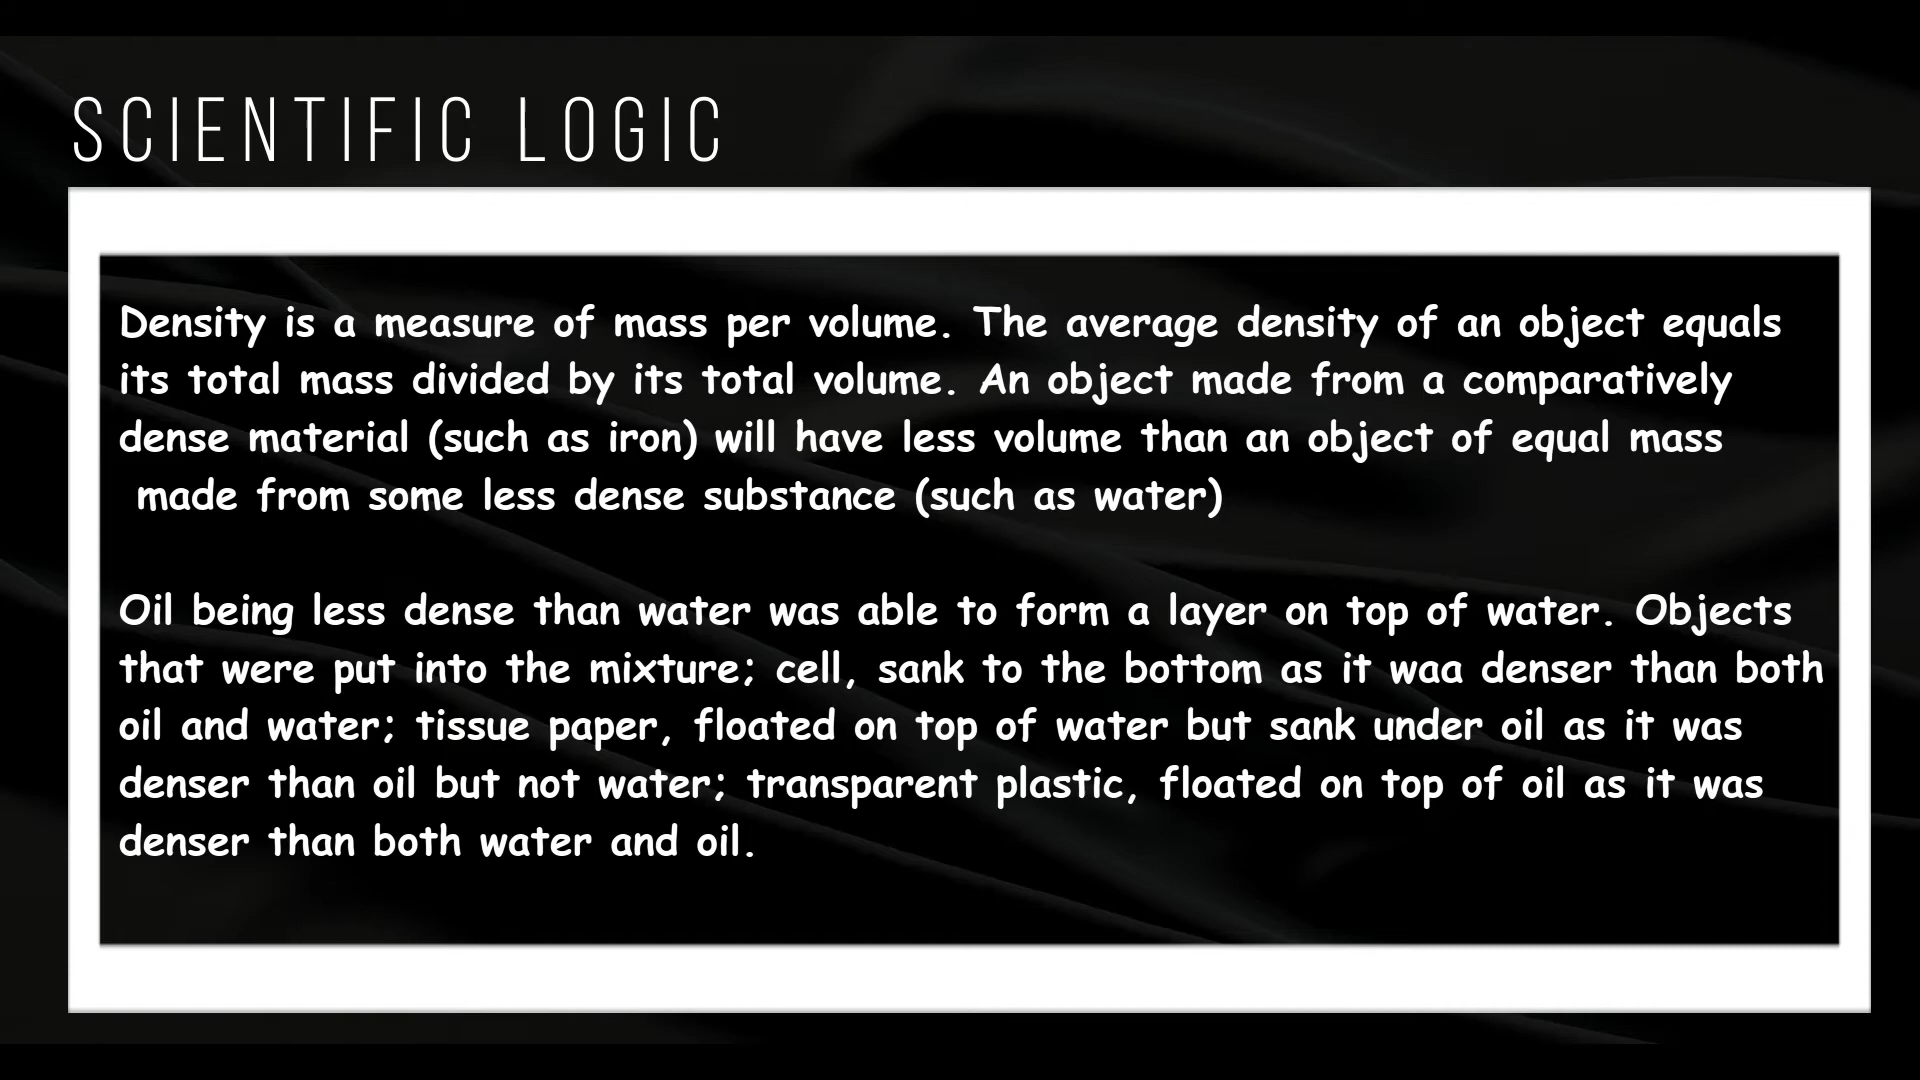 SCIENTIFIC LOGIC
Density is a measure of mass per volume. The average density of an object equals
its total mass divided by its total volume. An object made from a comparatively
dense material (such as iron) will have less volume than an object of equal mass
made from some less dense substance (such as water)
Oil being less dense than water was able to form a layer on top of water. Objects
that were put into the mixture; cell, sank to the bottom as it waa denser than both
oil and water; tissue paper, floated on top of water but sank under oil as it was
denser than oil but not water; transparent plastic, floated on top of oil as it was
denser than both water and oil.